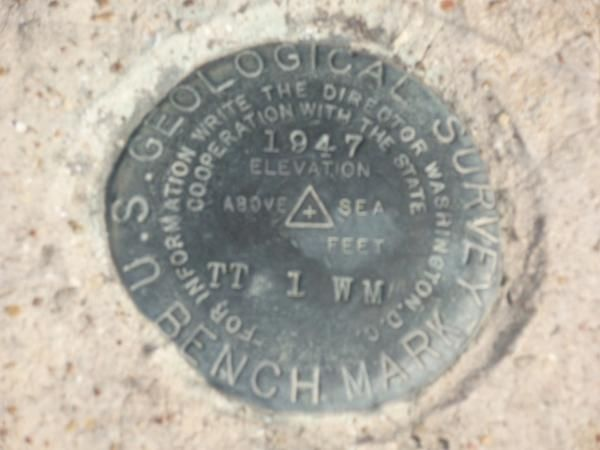 U.S. GEOLOGICAL SURVEY
BENCH MARK
FOR INFORMATION WRITE THE DIRECTOR WASHINGTON, D.C.
COOPERATION WITH THE STATE
1947
ELEVATION
ABOVE SEA
FEET
TT 1 WM